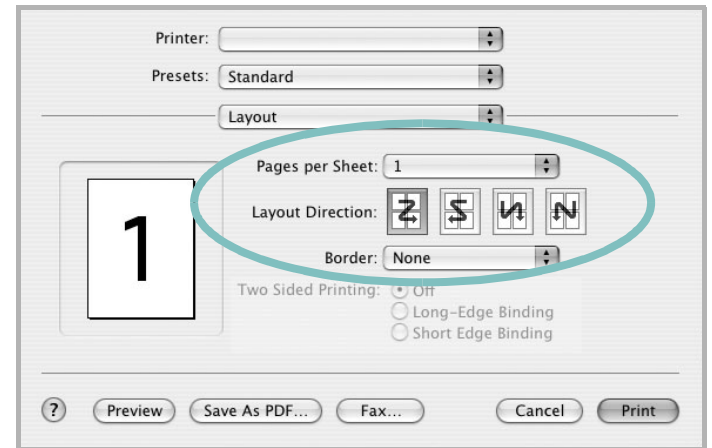 Printer:
Presets: Standard
Layout
Pages per Sheet: 1
Layout Direction:
Border: None
1
Two Sided Printing: Off
Long-Edge Binding
Short Edge Binding
? Preview Save As PDF... Fax... Cancel Print